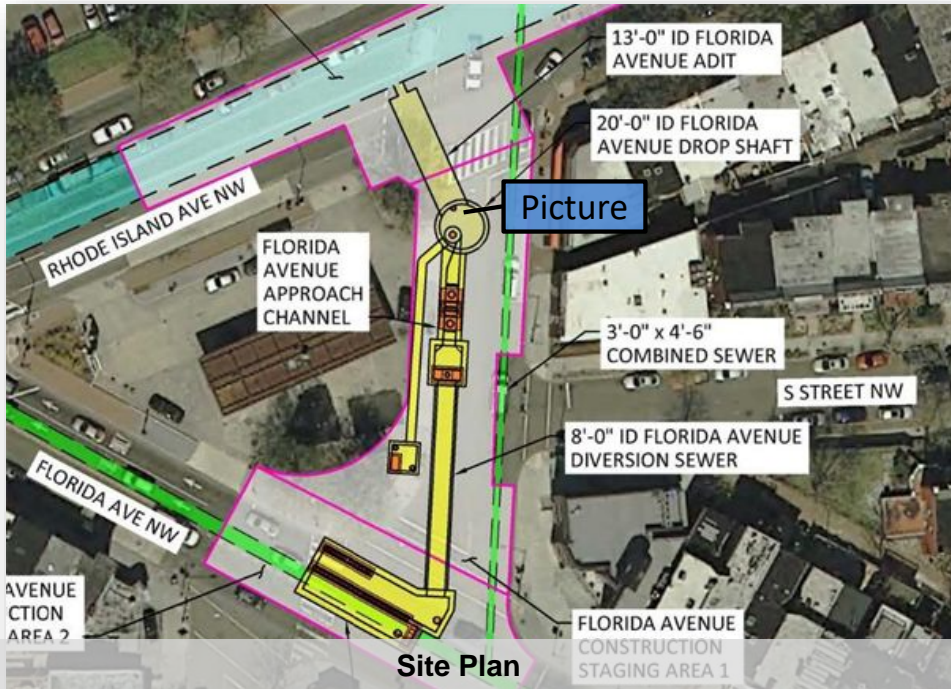 13'-0" ID FLORIDA
AVENUE ADIT
20'-0" ID FLORIDA
AVENUE DROP SHAFT
Picture
RHODE ISLAND AVE NW
FLORIDA
AVENUE
APPROACH
CHANNEL
3'-0" x 4'-6"
COMBINED SEWER
S STREET NW
8'-0" ID FLORIDA AVENUE
DIVERSION SEWER
FLORIDA AVE NW
AVENUE
CTION
AREA 2
FLORIDA AVENUE
CONSTRUCTION
STAGING AREA 1
Site Plan